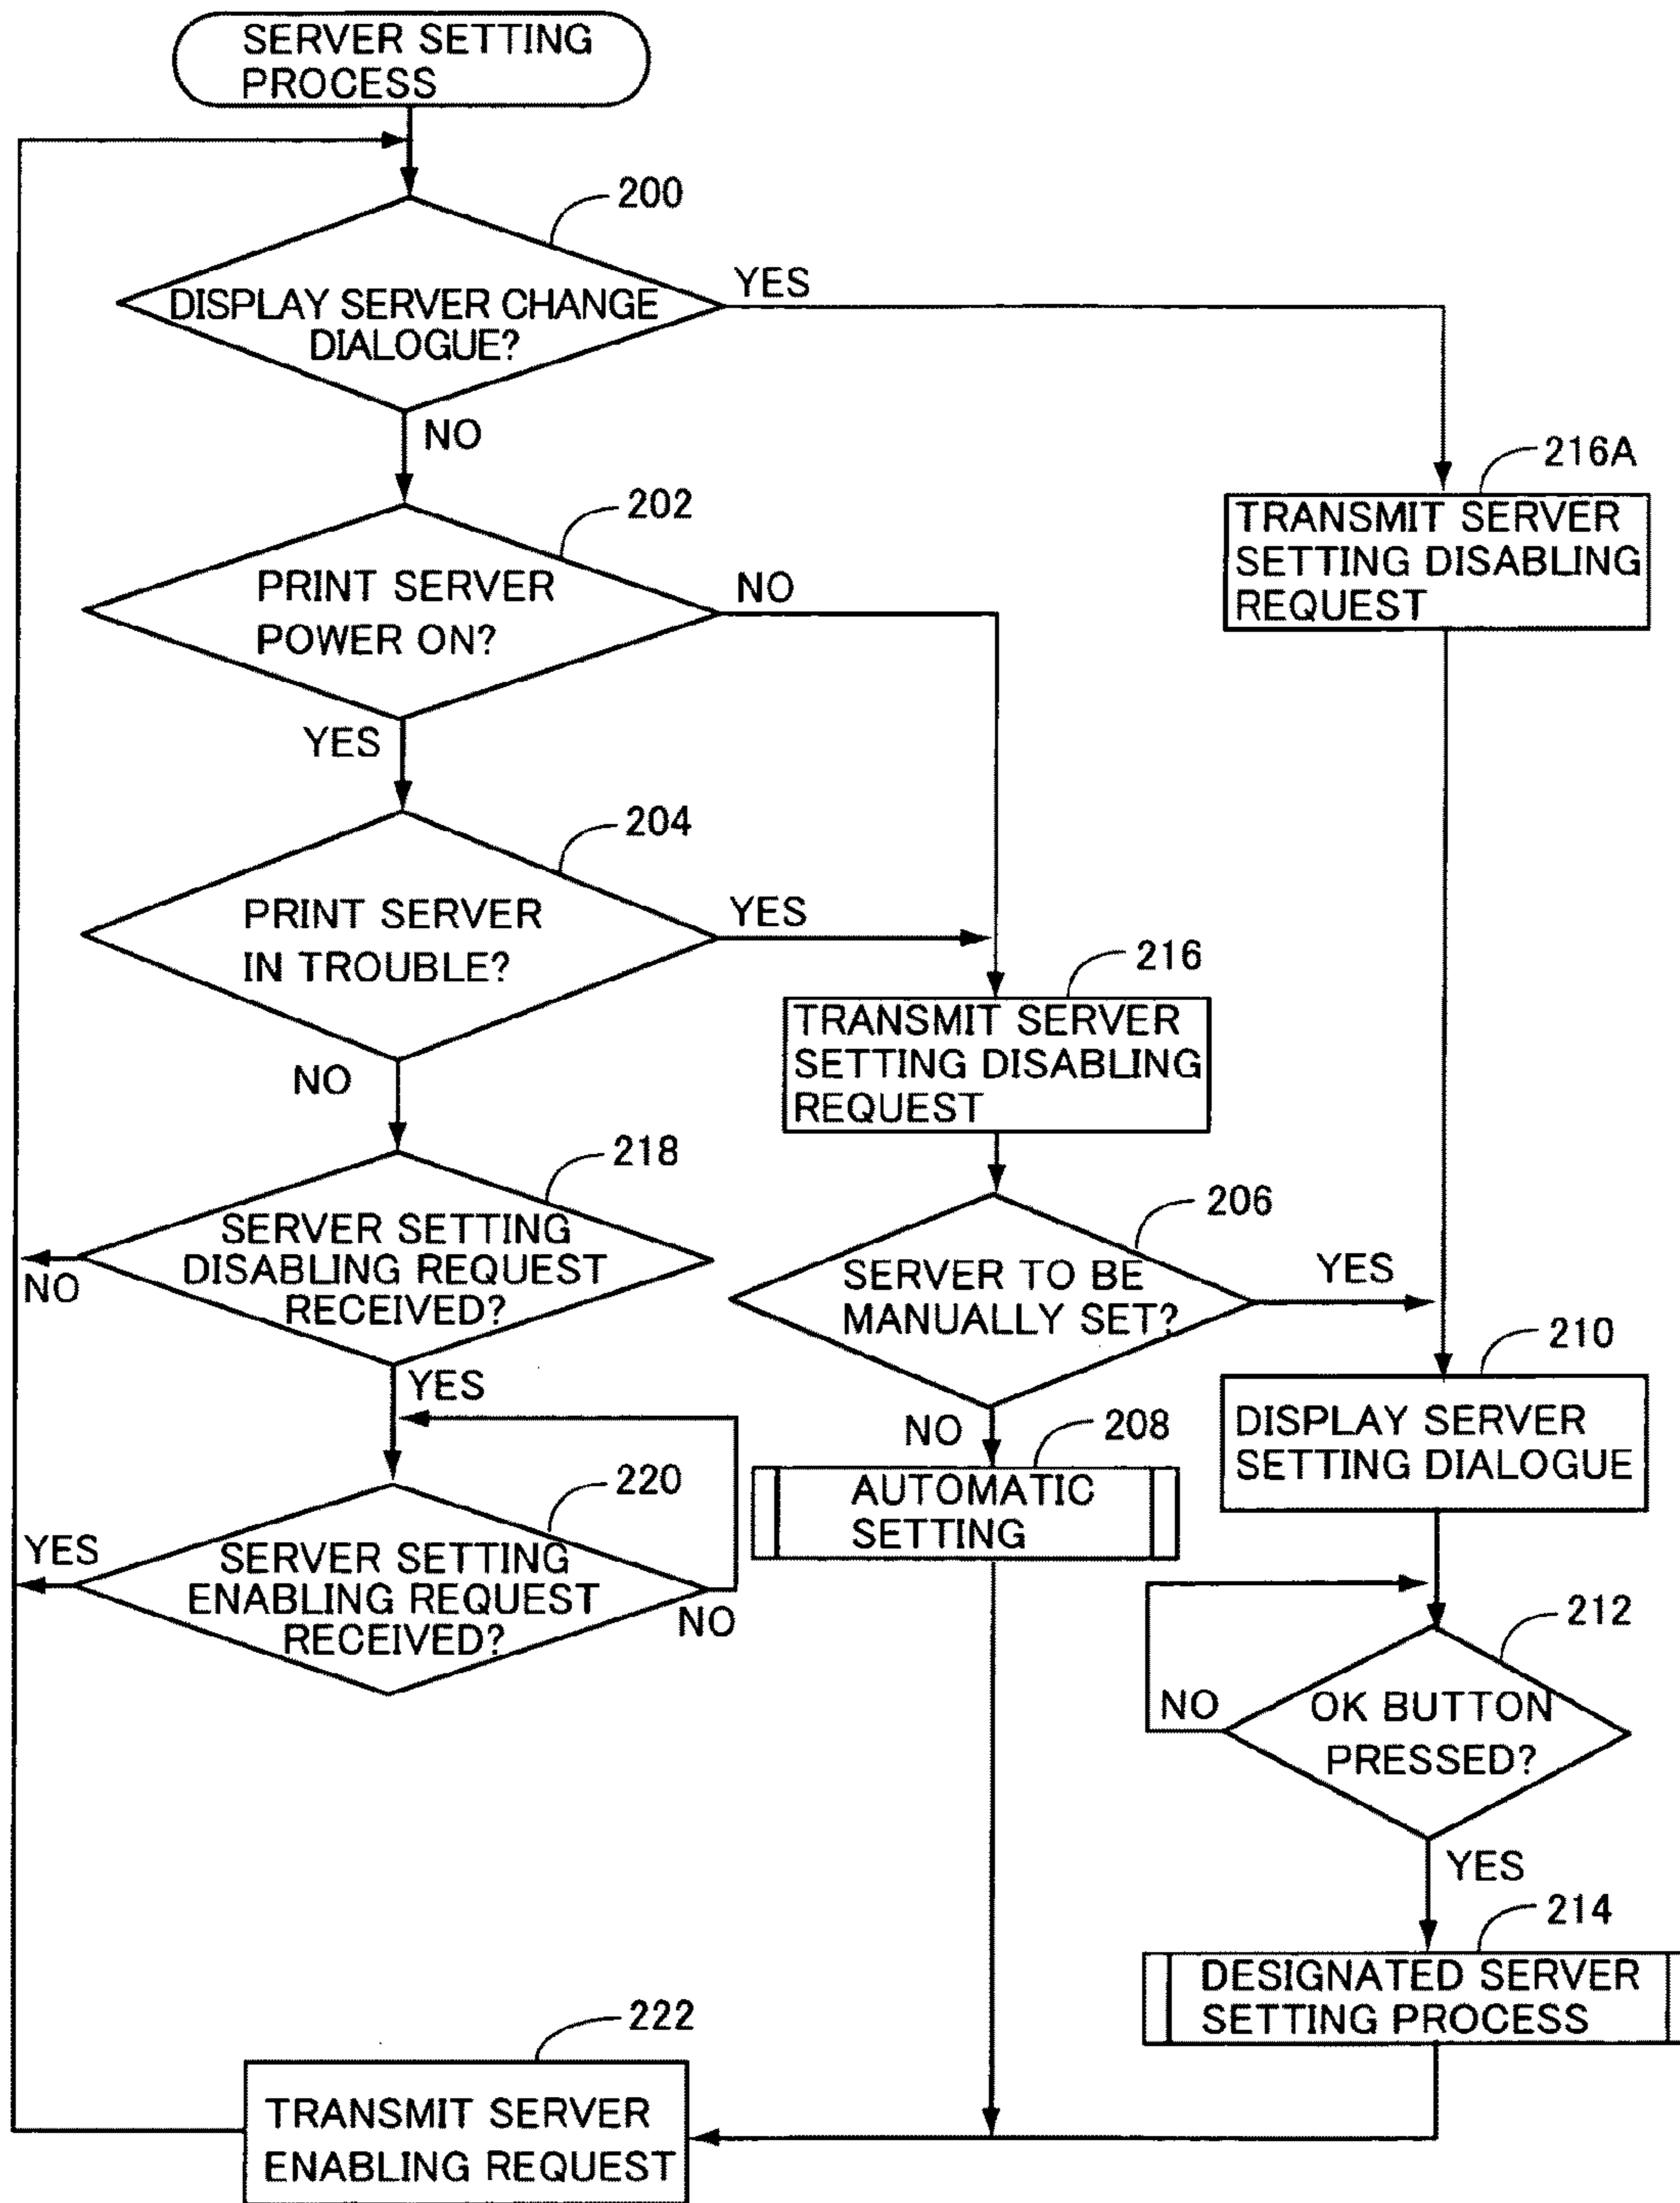 SERVER SETTING
PROCESS
200
DISPLAY SERVER CHANGE
DIALOGUE?
YES
NO
216A
TRANSMIT SERVER
SETTING DISABLING
REQUEST
202
PRINT SERVER
POWER ON?
NO
YES
204
PRINT SERVER
IN TROUBLE?
YES
NO
216
TRANSMIT SERVER
SETTING DISABLING
REQUEST
218
SERVER SETTING
DISABLING REQUEST
RECEIVED?
NO
YES
206
SERVER TO BE
MANUALLY SET?
YES
NO
210
DISPLAY SERVER
SETTING DIALOGUE
208
AUTOMATIC
SETTING
220
SERVER SETTING
ENABLING REQUEST
RECEIVED?
YES
NO
212
OK BUTTON
PRESSED?
NO
YES
214
DESIGNATED SERVER
SETTING PROCESS
222
TRANSMIT SERVER
ENABLING REQUEST